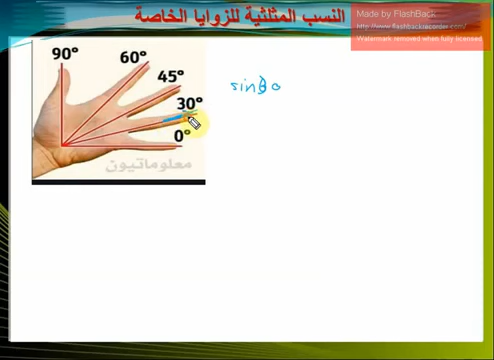 النسب المثلثية للزوايا الخاصة
Made by FlashBack
http://www.flashbackrecorder.com/
Watermark removed when fully licensed
90°
60°
45°
30°
0°
sin30
معلوماتيون